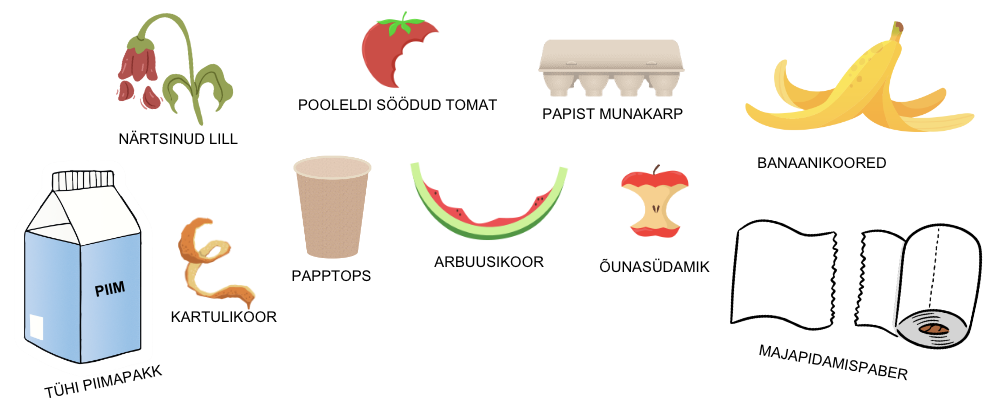 NÄRTSINUD LILL
POOLELDI SÖÖDUD TOMAT
PAPIST MUNAKARP
BANAANIKOORED
PIIM
TÜHI PIIMAPAKK
KARTULIKOOR
PAPPTOPS
ARBUUSIKOOR
ÕUNASÜDAMIK
MAJAPIDAMISPABER